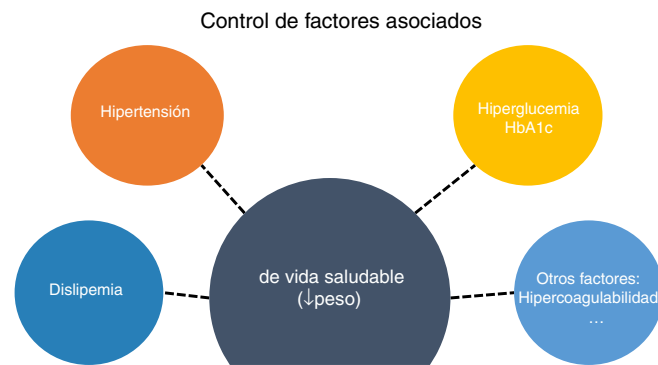 Control de factores asociados
Hipertensión
Hiperglucemia
HbA1c
Dislipemia
de vida saludable
(↓peso)
Otros factores:
Hipercoagulabilidad
...